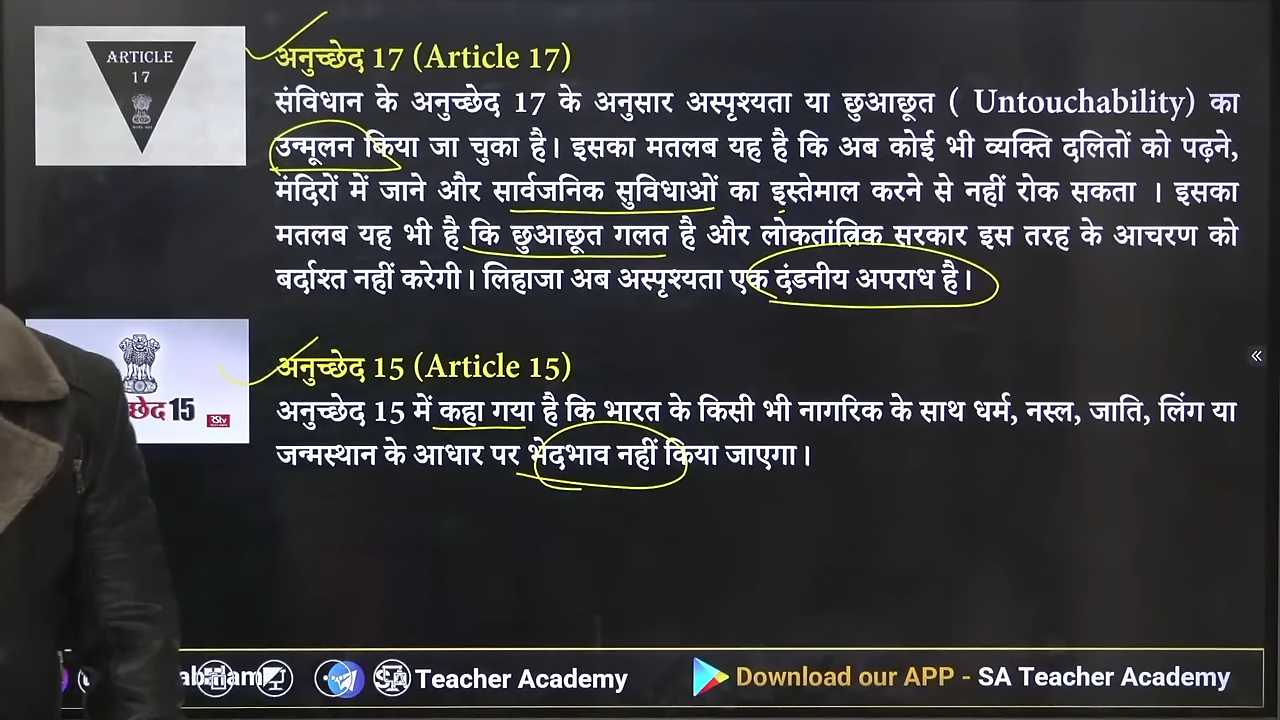 ARTICLE
17
अनुच्छेद 17 (Article 17)
संविधान के अनुच्छेद 17 के अनुसार अस्पृश्यता या छुआछूत ( Untouchability) का
उन्मूलन किया जा चुका है। इसका मतलब यह है कि अब कोई भी व्यक्ति दलितों को पढ़ने,
मंदिरों में जाने और सार्वजनिक सुविधाओं का इस्तेमाल करने से नहीं रोक सकता । इसका
मतलब यह भी है कि छुआछूत गलत है और लोकतांत्रिक सरकार इस तरह के आचरण को
बर्दाश्त नहीं करेगी। लिहाजा अब अस्पृश्यता एक दंडनीय अपराध है।
15
अनुच्छेद 15 (Article 15)
अनुच्छेद 15 में कहा गया है कि भारत के किसी भी नागरिक के साथ धर्म, नस्ल, जाति, लिंग या
जन्मस्थान के आधार पर भेदभाव नहीं किया जाएगा।
Teacher Academy
Download our APP - SA Teacher Academy